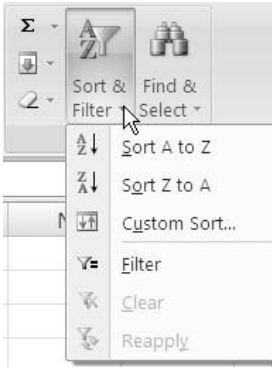 Σ
Sort & Filter
Find & Select
Sort A to Z
Sort Z to A
Custom Sort...
Filter
Clear
Reapply
N